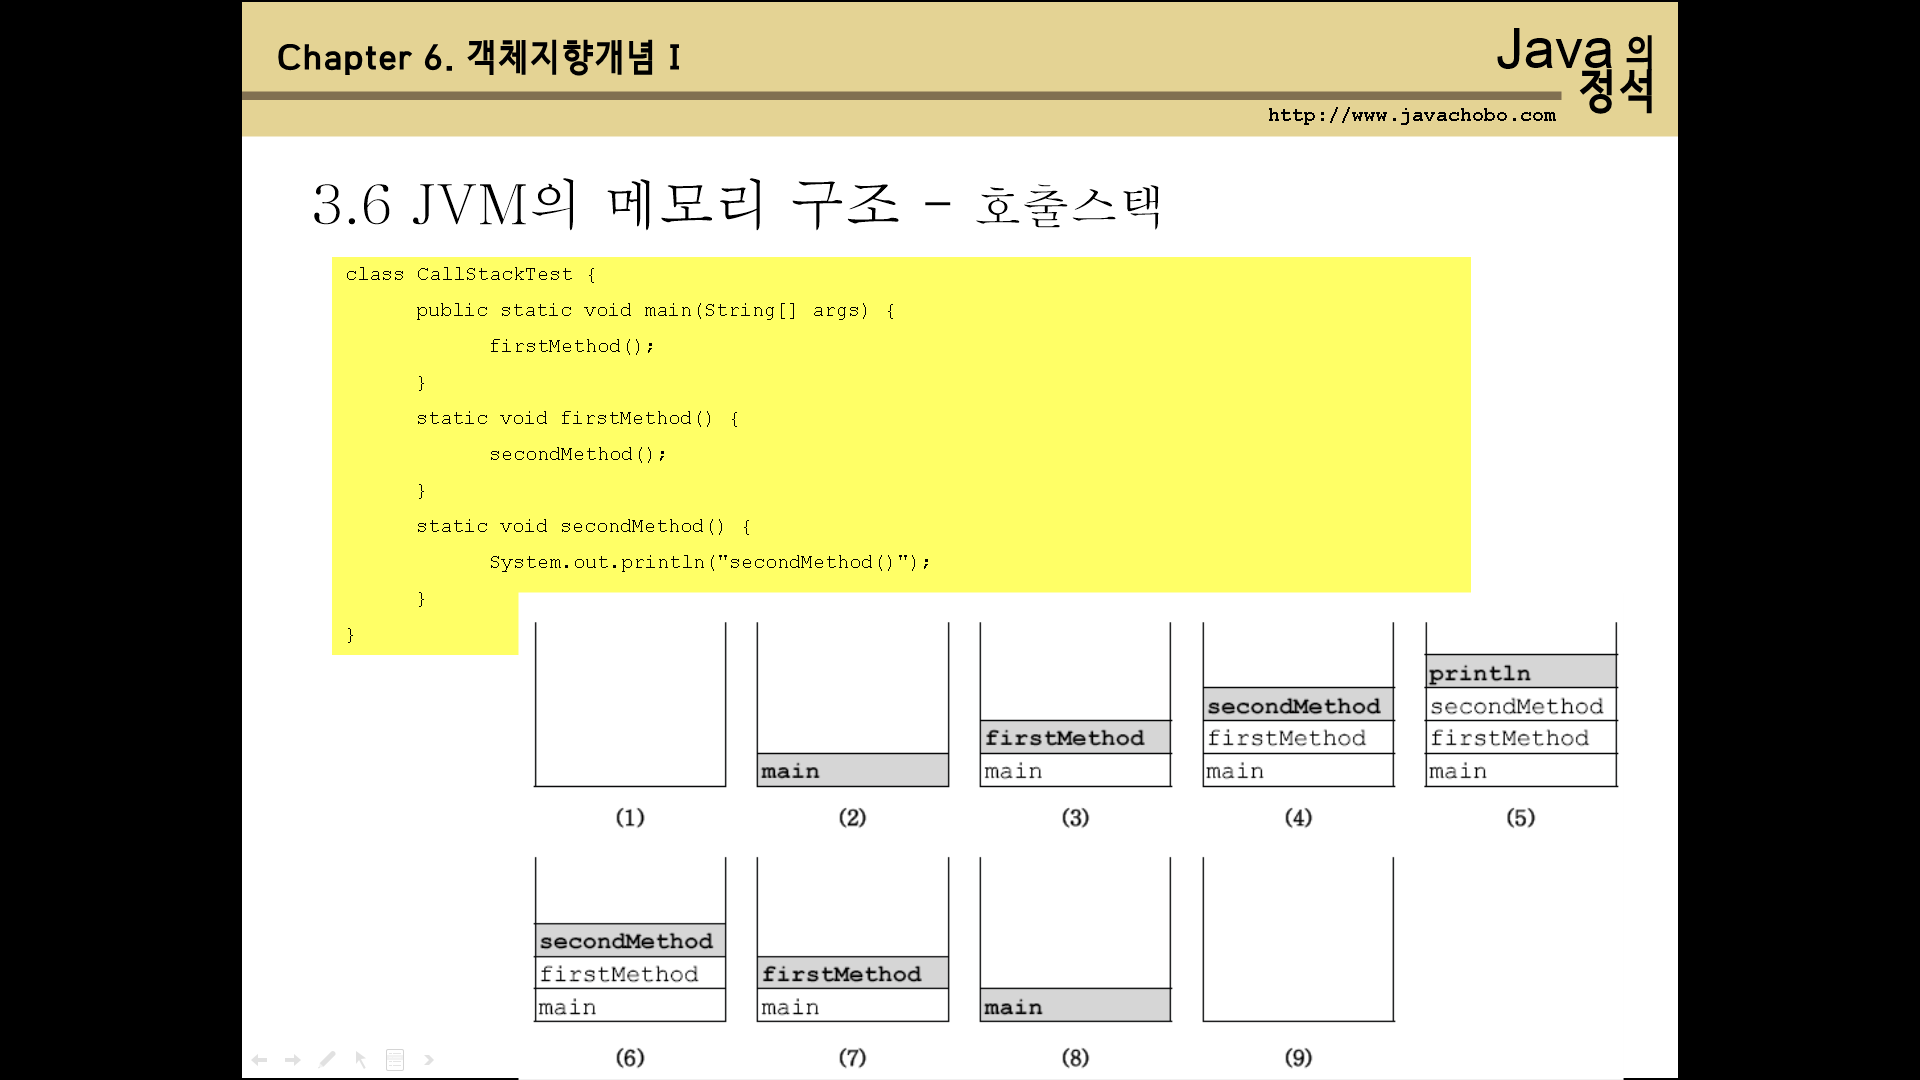 Chapter 6. 객체지향개념 I
Java의
정석
http://www.javachobo.com
3.6 JVM의 메모리 구조 - 호출스택
class CallStackTest {
public static void main(String[] args) {
firstMethod();
}
static void firstMethod() {
secondMethod();
}
static void secondMethod() {
System.out.println("secondMethod()");
}
}
main
firstMethod
main
secondMethod
firstMethod
main
println
secondMethod
firstMethod
main
(1) (2) (3) (4) (5)
secondMethod
firstMethod
main
firstMethod
main
main
(6) (7) (8) (9)